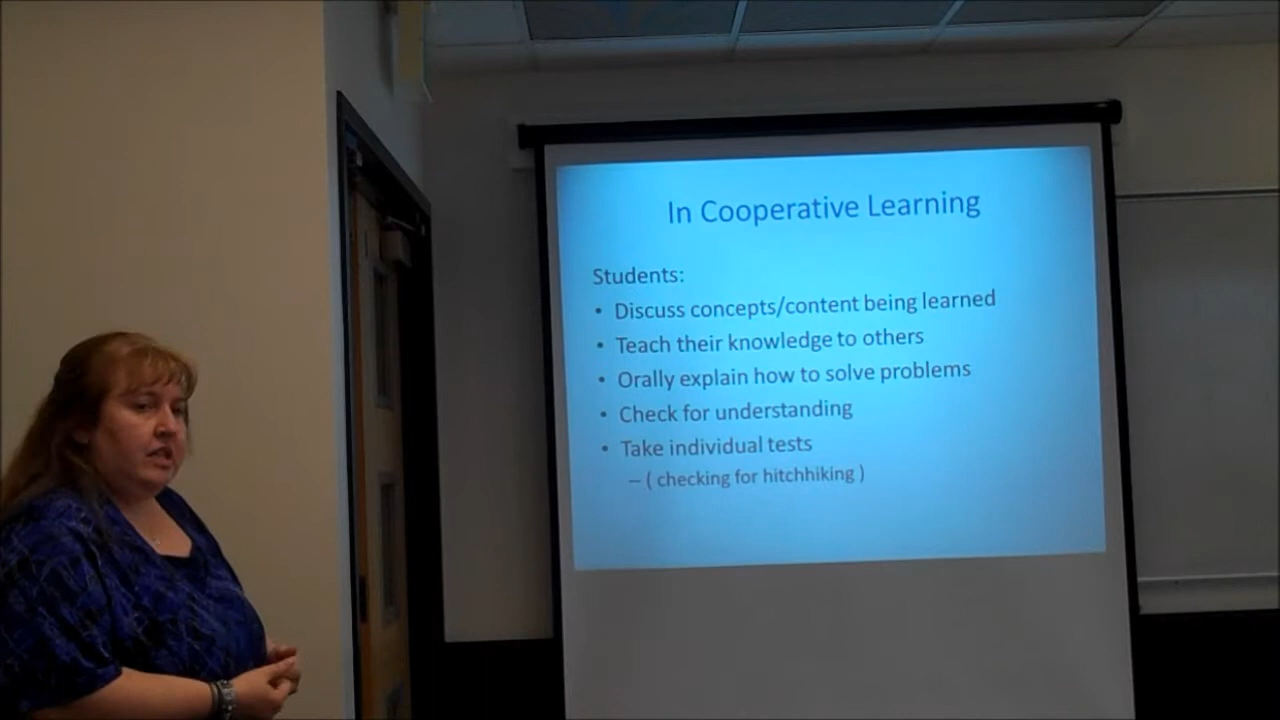 In Cooperative Learning
Students:
• Discuss concepts/content being learned
• Teach their knowledge to others
• Orally explain how to solve problems
• Check for understanding
• Take individual tests
– ( checking for hitchhiking )